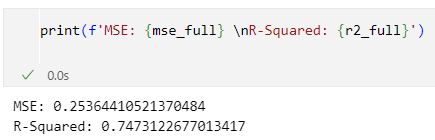 print(f'MSE: {mse_full} \nR-Squared: {r2_full}')
0.0s
MSE: 0.25364410521370484
R-Squared: 0.7473122677013417